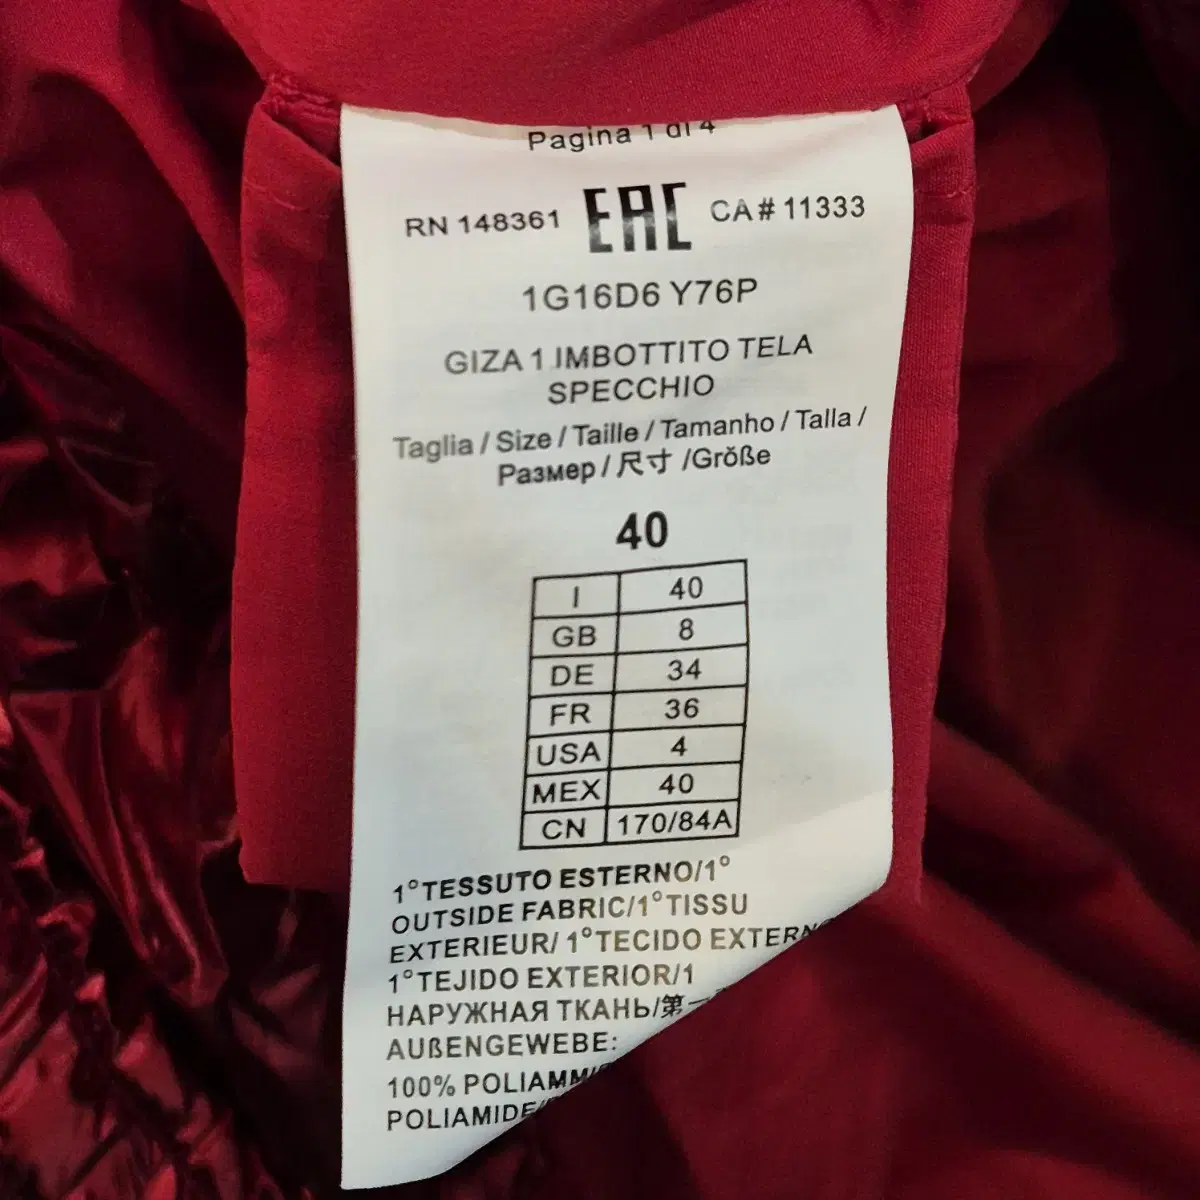 Pagina 1 di 4
RN 148361 EAC CA# 11333
1G16D6 Y76P
GIZA 1 IMBOTTITO TELA
SPECCHIO
Taglia / Size / Taille / Tamanho / Talla /
Размер / 尺寸 /Größe
40
I 40
GB 8
DE 34
FR 36
USA 4
MEX 40
CN 170/84A
1°TESSUTO ESTERNO/1°
OUTSIDE FABRIC/1°TISSU
EXTERIEUR/ 1°TECIDO
1°TEJIDO EXTERIOR/1
НАРУЖНАЯ ТКАНЬ/第一
AUßENGEWEBE:
100%
POLIAMIDE/